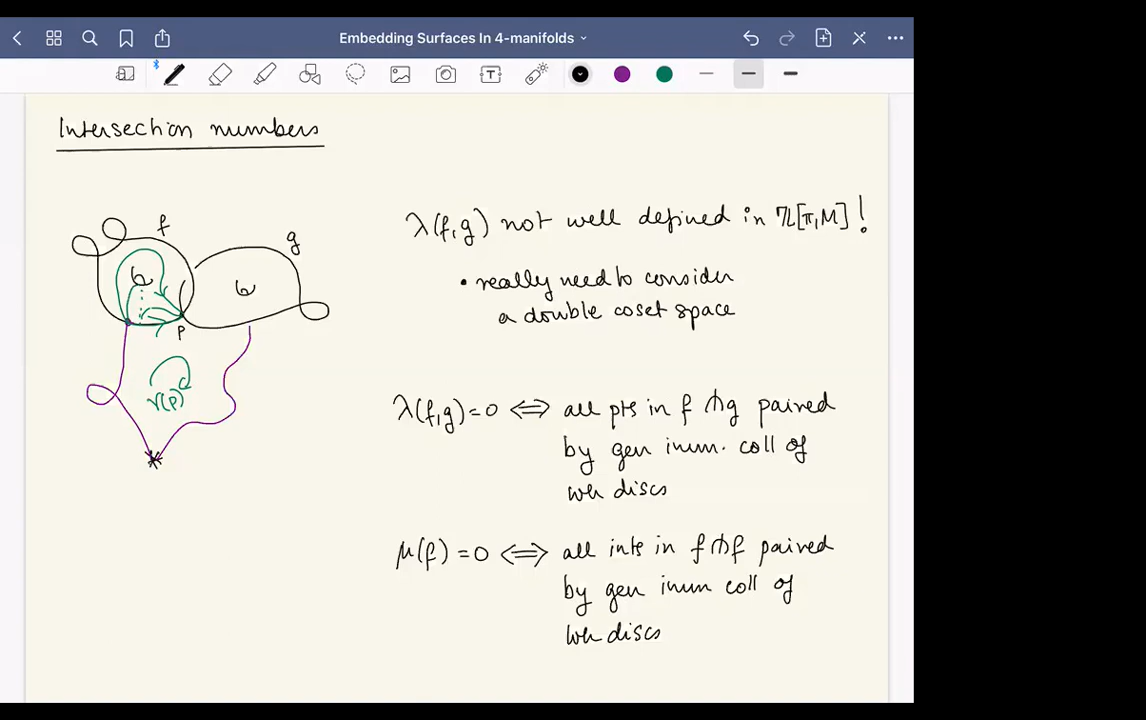 Embedding Surfaces In 4-manifolds
Intersection numbers
f
g
p
γ(p)
λ(f,g) not well defined in ℤ[π₁M]!
• really need to consider
a double coset space
λ(f,g)=0 ⇔ all pts in f ⋔ g paired
by gen imm. coll of
wh discs
μ(f)=0 ⇔ all ints in f ⋔ f paired
by gen imm coll of
wh discs